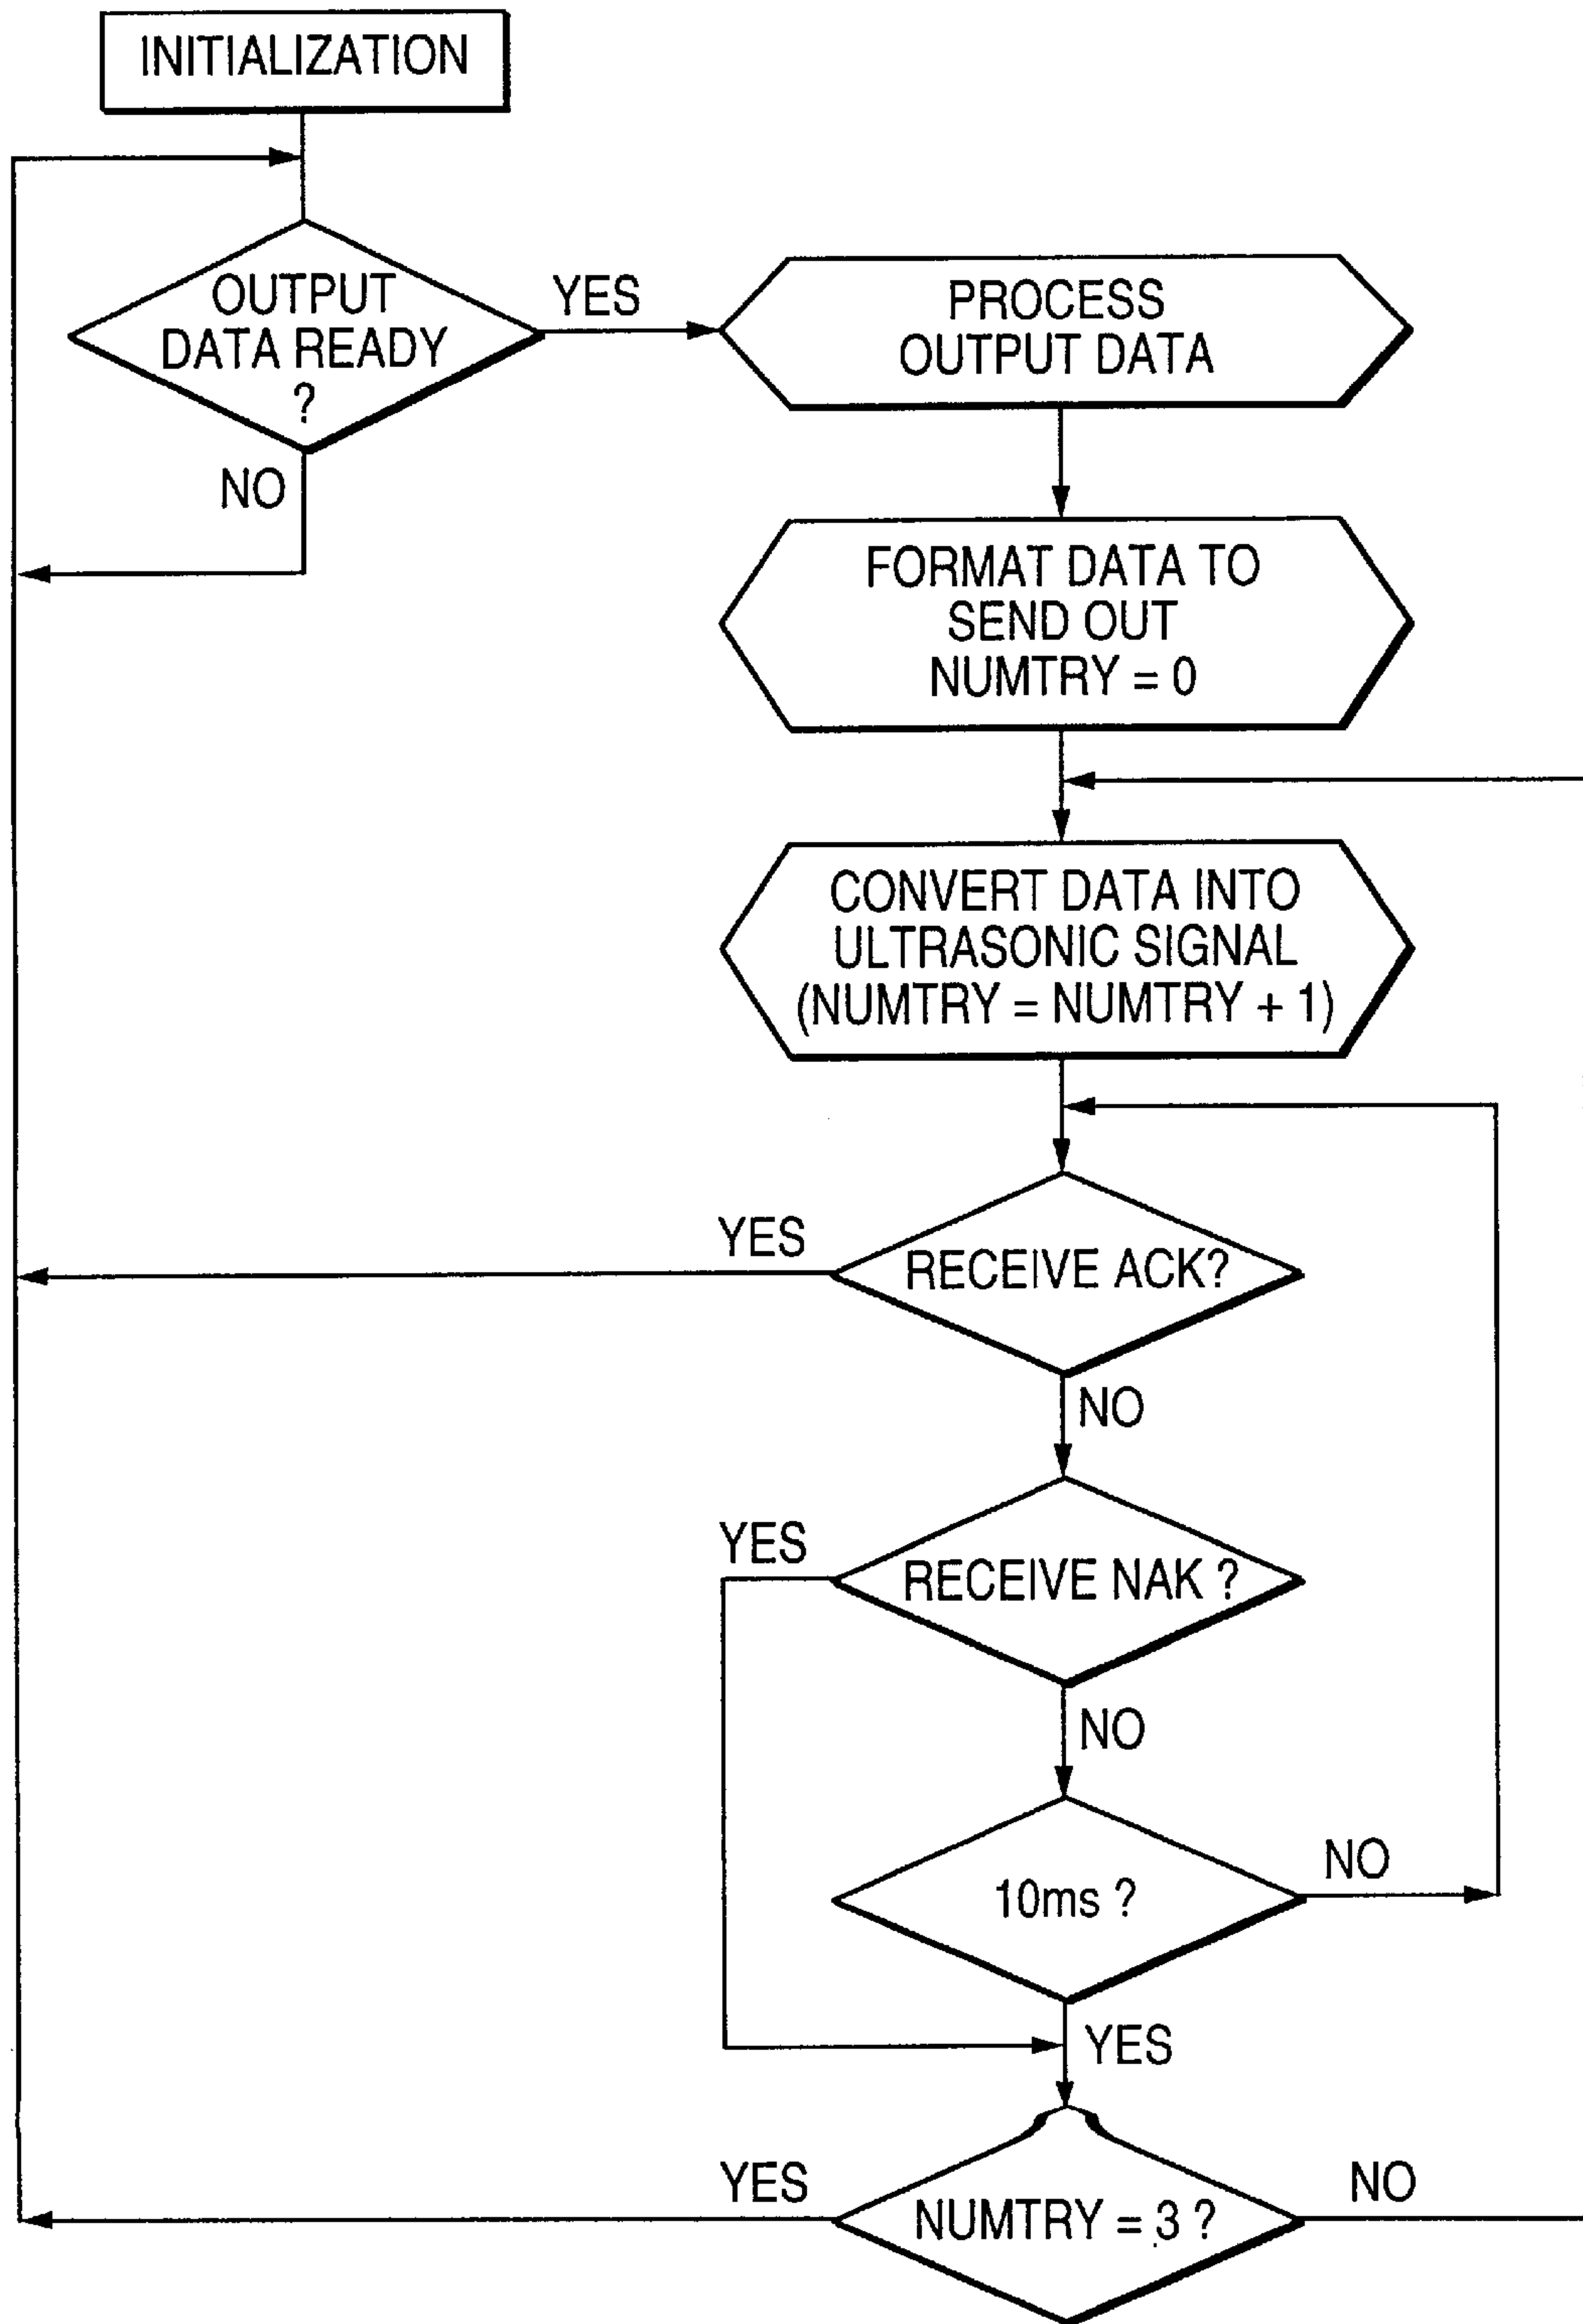 INITIALIZATION
OUTPUT
DATA READY
?
YES
NO
PROCESS
OUTPUT DATA
FORMAT DATA TO
SEND OUT
NUMTRY = 0
CONVERT DATA INTO
ULTRASONIC SIGNAL
(NUMTRY = NUMTRY + 1)
YES
RECEIVE ACK?
NO
YES
RECEIVE NAK ?
NO
10ms ?
NO
YES
YES
NUMTRY = 3 ?
NO